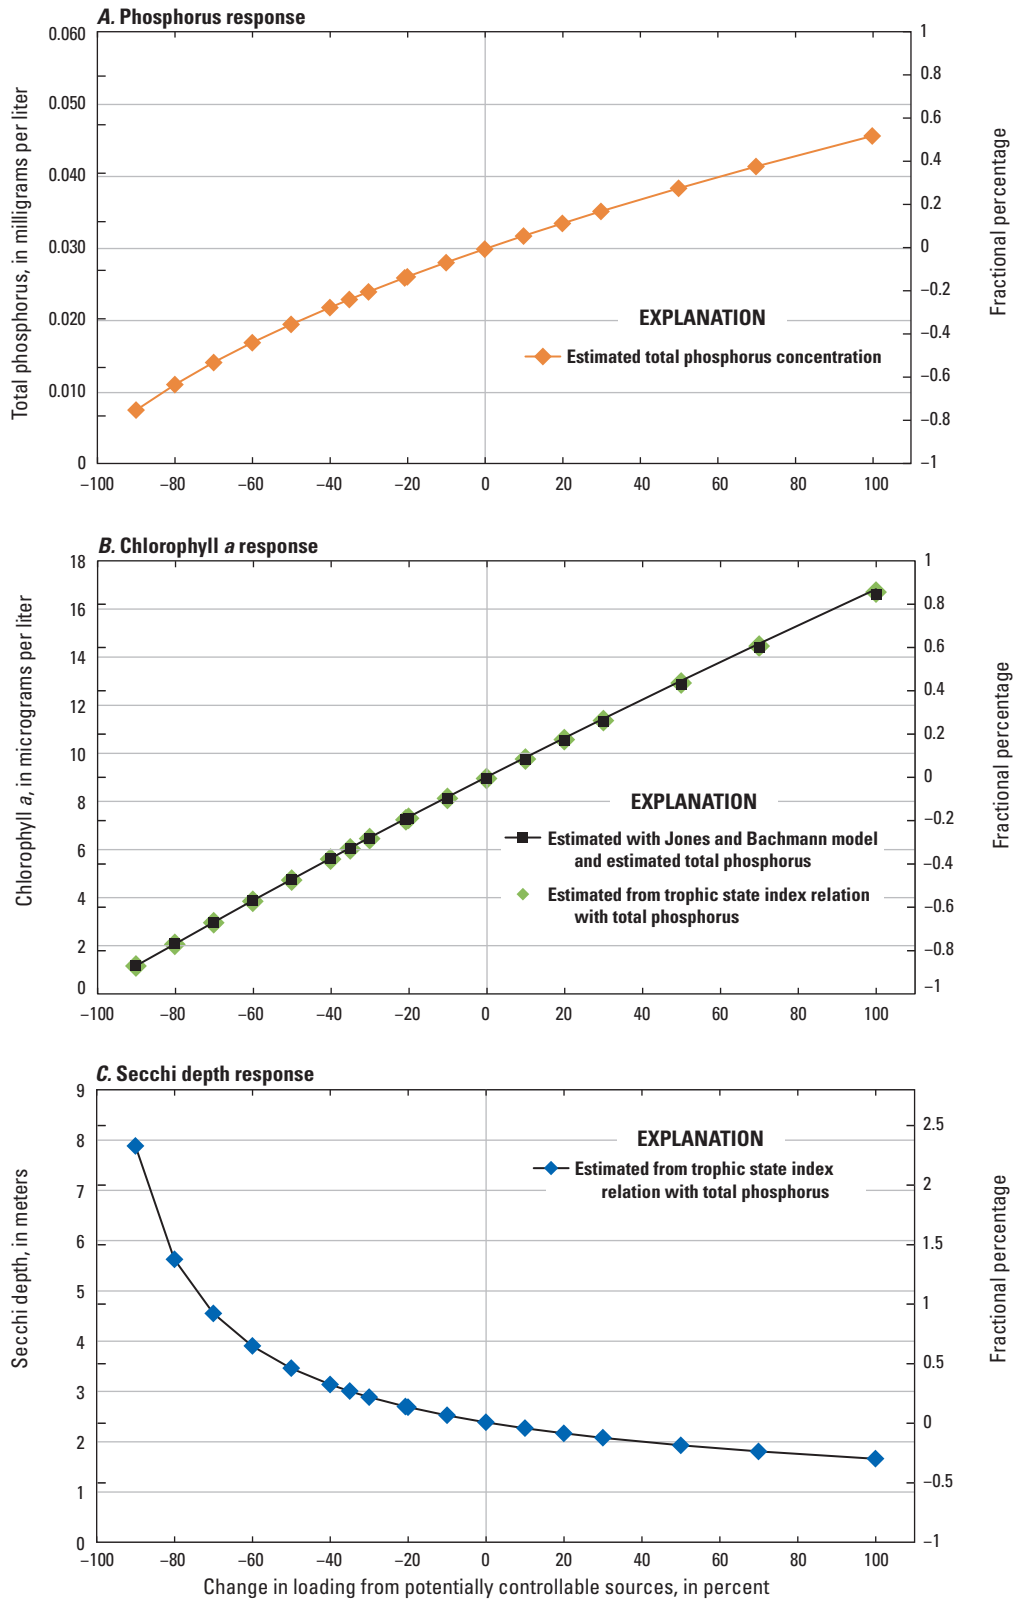 A. Phosphorus response
0.060
0.050
0.040
0.030
0.020
0.010
0
Total phosphorus, in milligrams per liter
1
0.8
0.6
0.4
0.2
0
−0.2
−0.4
−0.6
−0.8
−1
Fractional percentage
EXPLANATION
Estimated total phosphorus concentration
−100 −80 −60 −40 −20 0 20 40 60 80 100
B. Chlorophyll a response
18
16
14
12
10
8
6
4
2
0
Chlorophyll a, in micrograms per liter
1
0.8
0.6
0.4
0.2
0
−0.2
−0.4
−0.6
−0.8
−1
Fractional percentage
EXPLANATION
Estimated with Jones and Bachmann model
and estimated total phosphorus
Estimated from trophic state index relation
with total phosphorus
−100 −80 −60 −40 −20 0 20 40 60 80 100
C. Secchi depth response
9
8
7
6
5
4
3
2
1
0
Secchi depth, in meters
2.5
2
1.5
1
0.5
0
−0.5
−1
Fractional percentage
EXPLANATION
Estimated from trophic state index
relation with total phosphorus
−100 −80 −60 −40 −20 0 20 40 60 80 100
Change in loading from potentially controllable sources, in percent